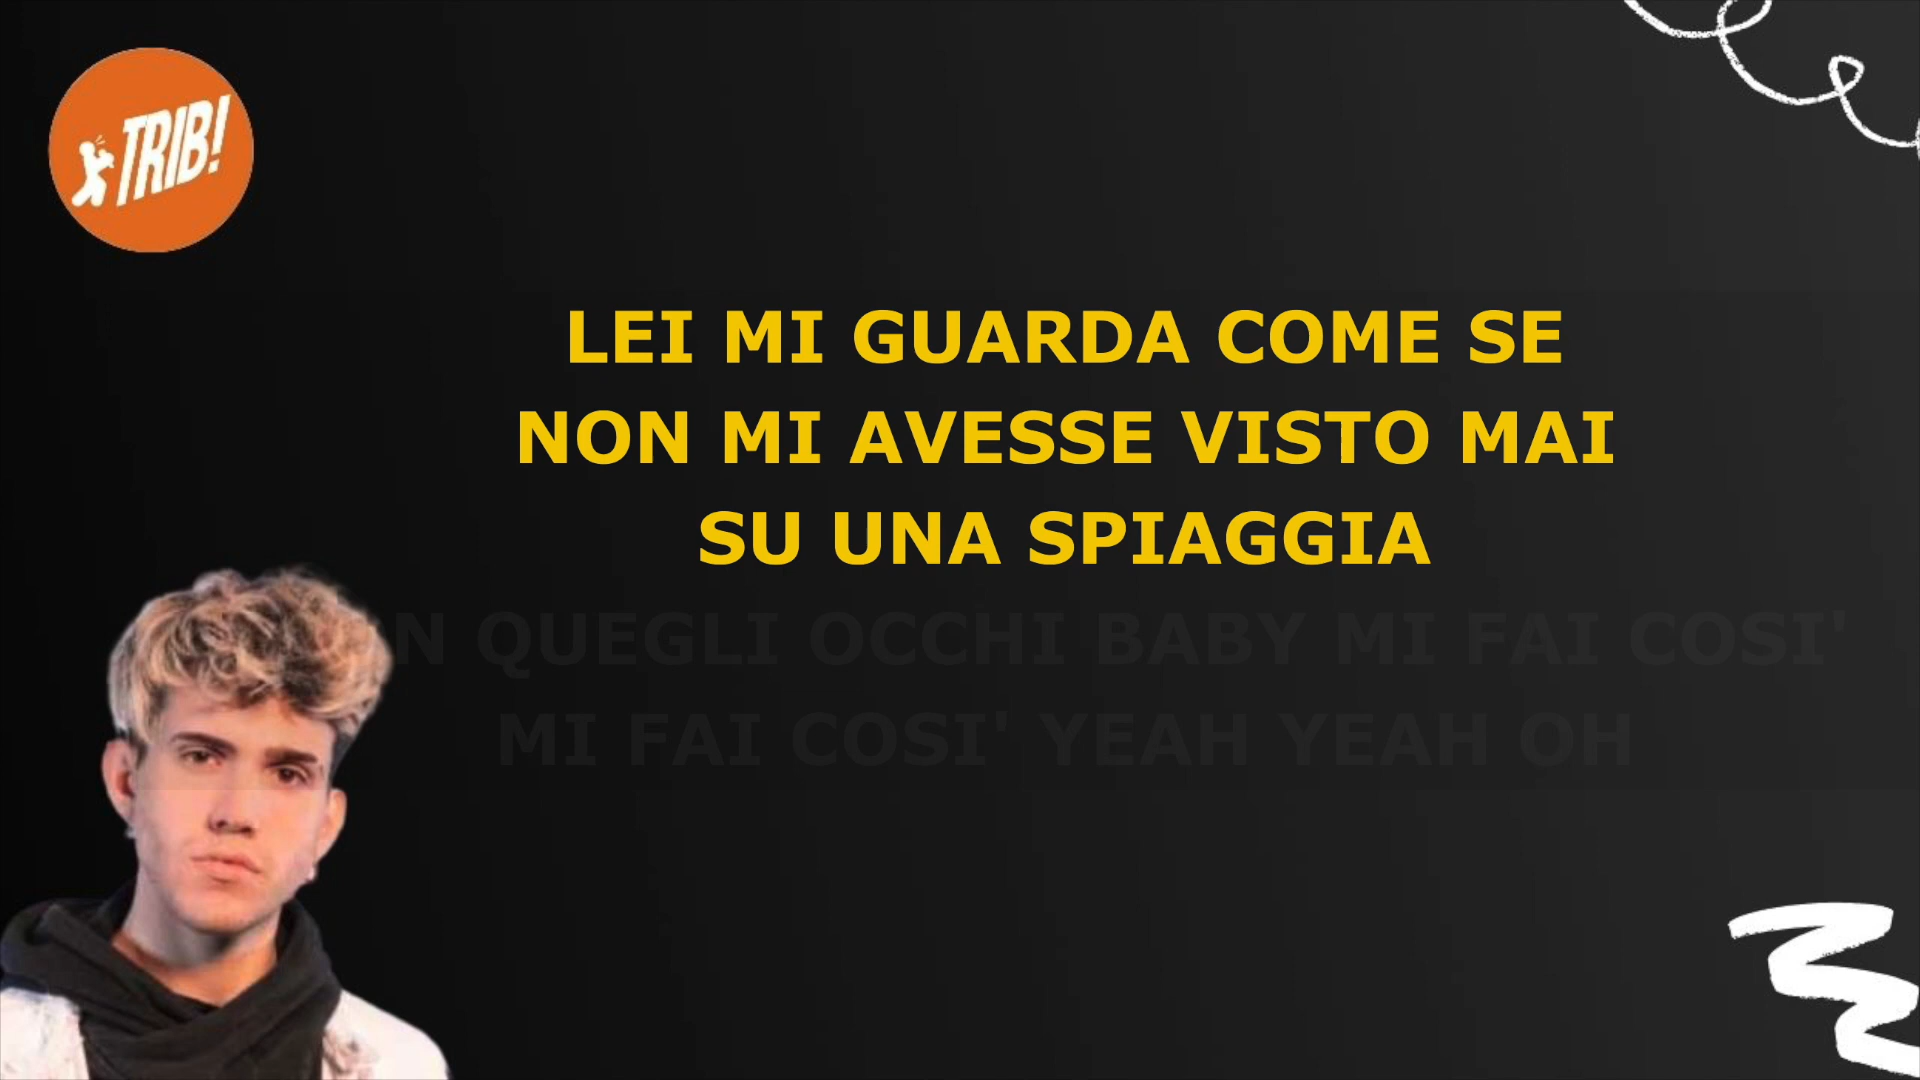 TRIB!
LEI MI GUARDA COME SE
NON MI AVESSE VISTO MAI
SU UNA SPIAGGIA
QUEGLI OCCHI BABY MI FAI COSI'
MI FAI COSI' YEAH YEAH OH